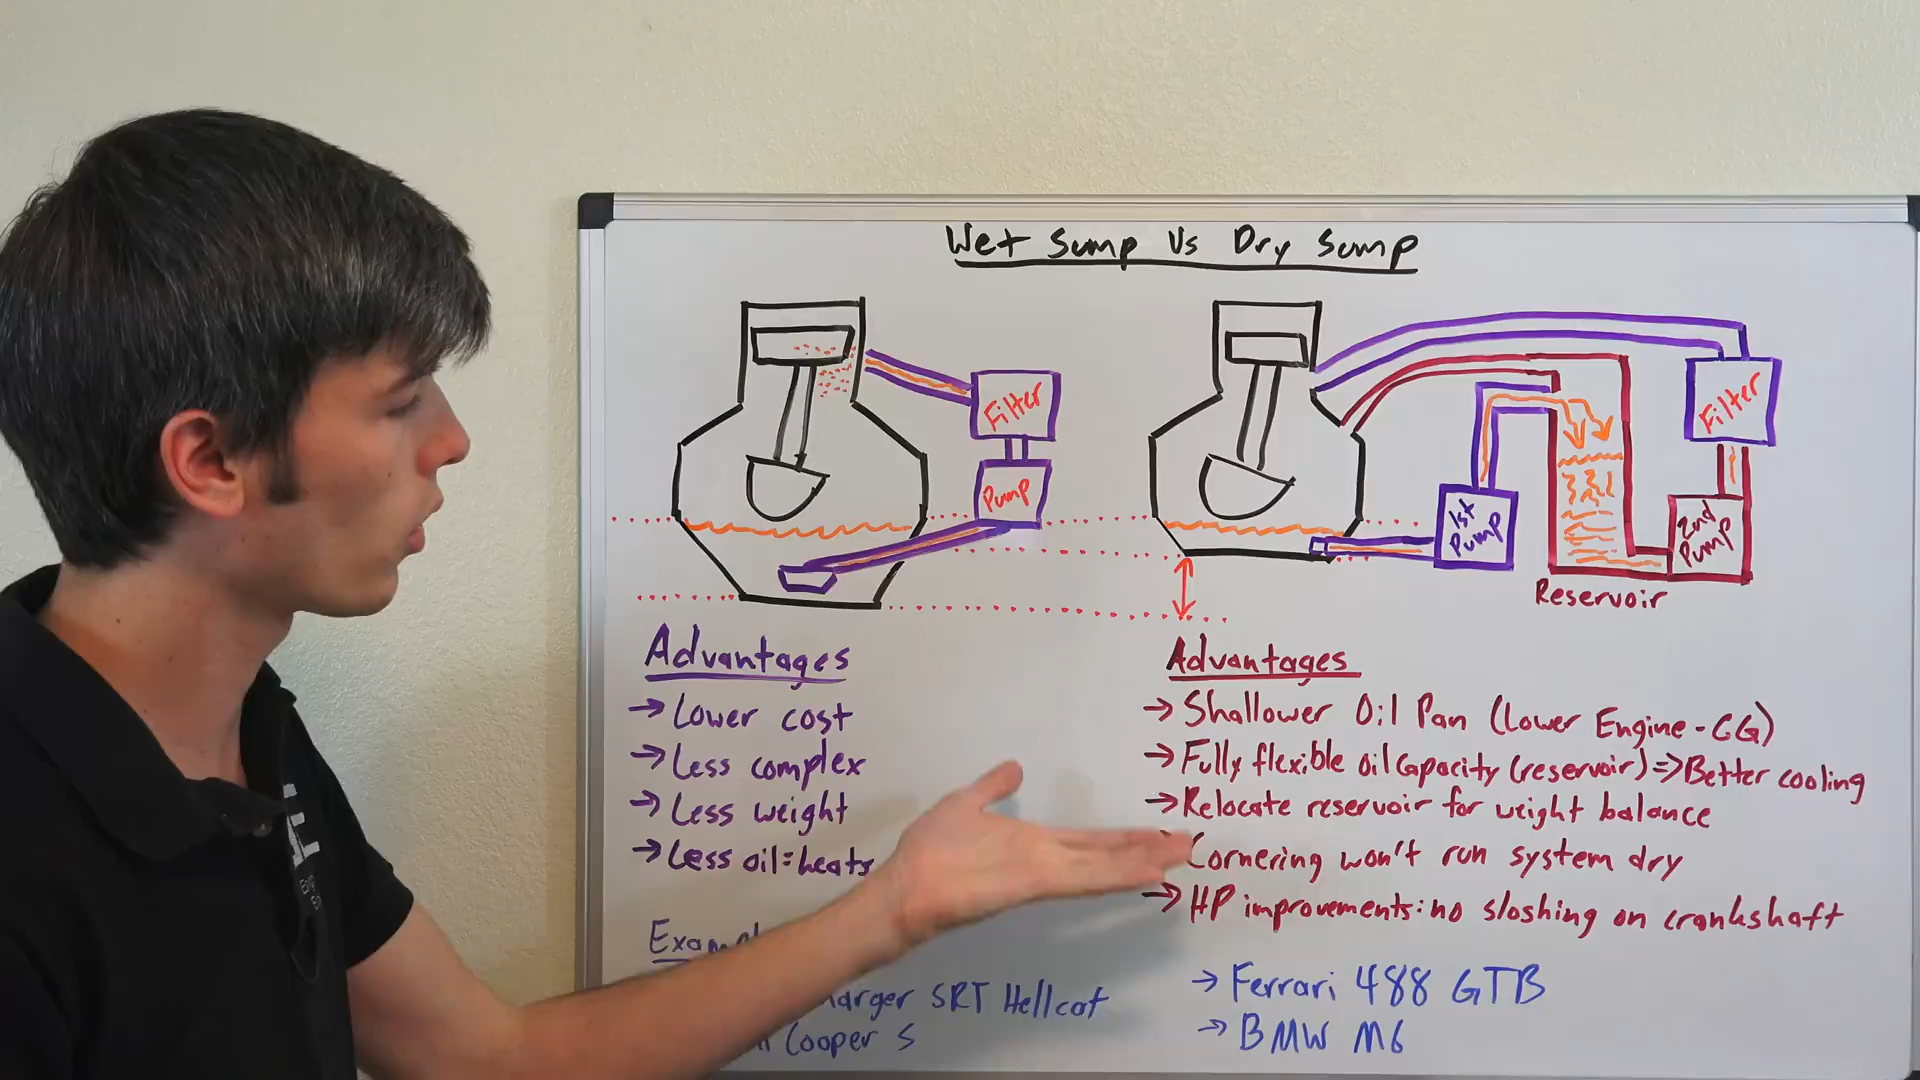 Wet Sump Vs Dry Sump
Filter
Pump
1st
Pump
Reservoir
2nd
Pump
Filter
Advantages
→ Lower cost
→ Less complex
→ Less weight
→ Less oil = heats
Advantages
→ Shallower Oil Pan (Lower Engine - CG)
→ Fully flexible oil capacity (reservoir) => Better cooling
→ Relocate reservoir for weight balance
Cornering won't run system dry
→ HP improvements: no sloshing on crankshaft
SRT Hellcat
Cooper S
→ Ferrari 488 GTB
→ BMW M6